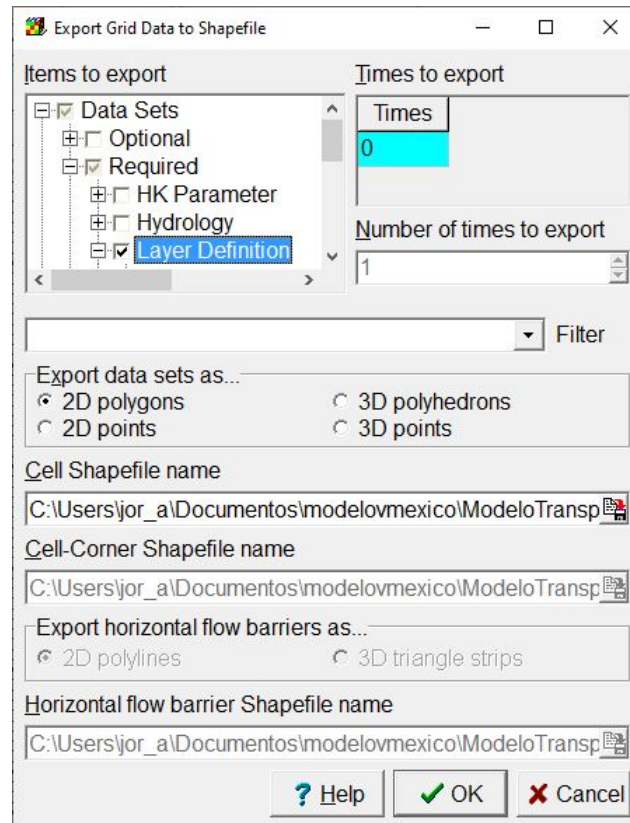 Export Grid Data to Shapefile
Items to export
Data Sets
Optional
Required
HK Parameter
Hydrology
Layer Definition
Times to export
Times
0
Number of times to export
1
Filter
Export data sets as...
2D polygons
3D polyhedrons
2D points
3D points
Cell Shapefile name
C:\Users\jor_a\Documentos\modelovmexico\ModeloTransp
Cell-Corner Shapefile name
C:\Users\jor_a\Documentos\modelovmexico\ModeloTransp
Export horizontal flow barriers as...
2D polylines
3D triangle strips
Horizontal flow barrier Shapefile name
C:\Users\jor_a\Documentos\modelovmexico\ModeloTransp
? Help
OK
Cancel